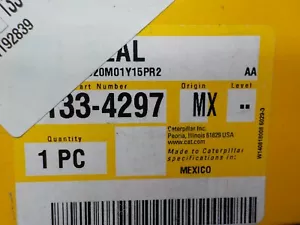 192839
EAL
20M01Y15PR2 AA
Part Number Origin Level
133-4297 MX --
Quantity
1 PC
Caterpillar Inc.
Peoria, Illinois 61629 USA
www.cat.com
Made to Caterpillar
specifications in
MEXICO